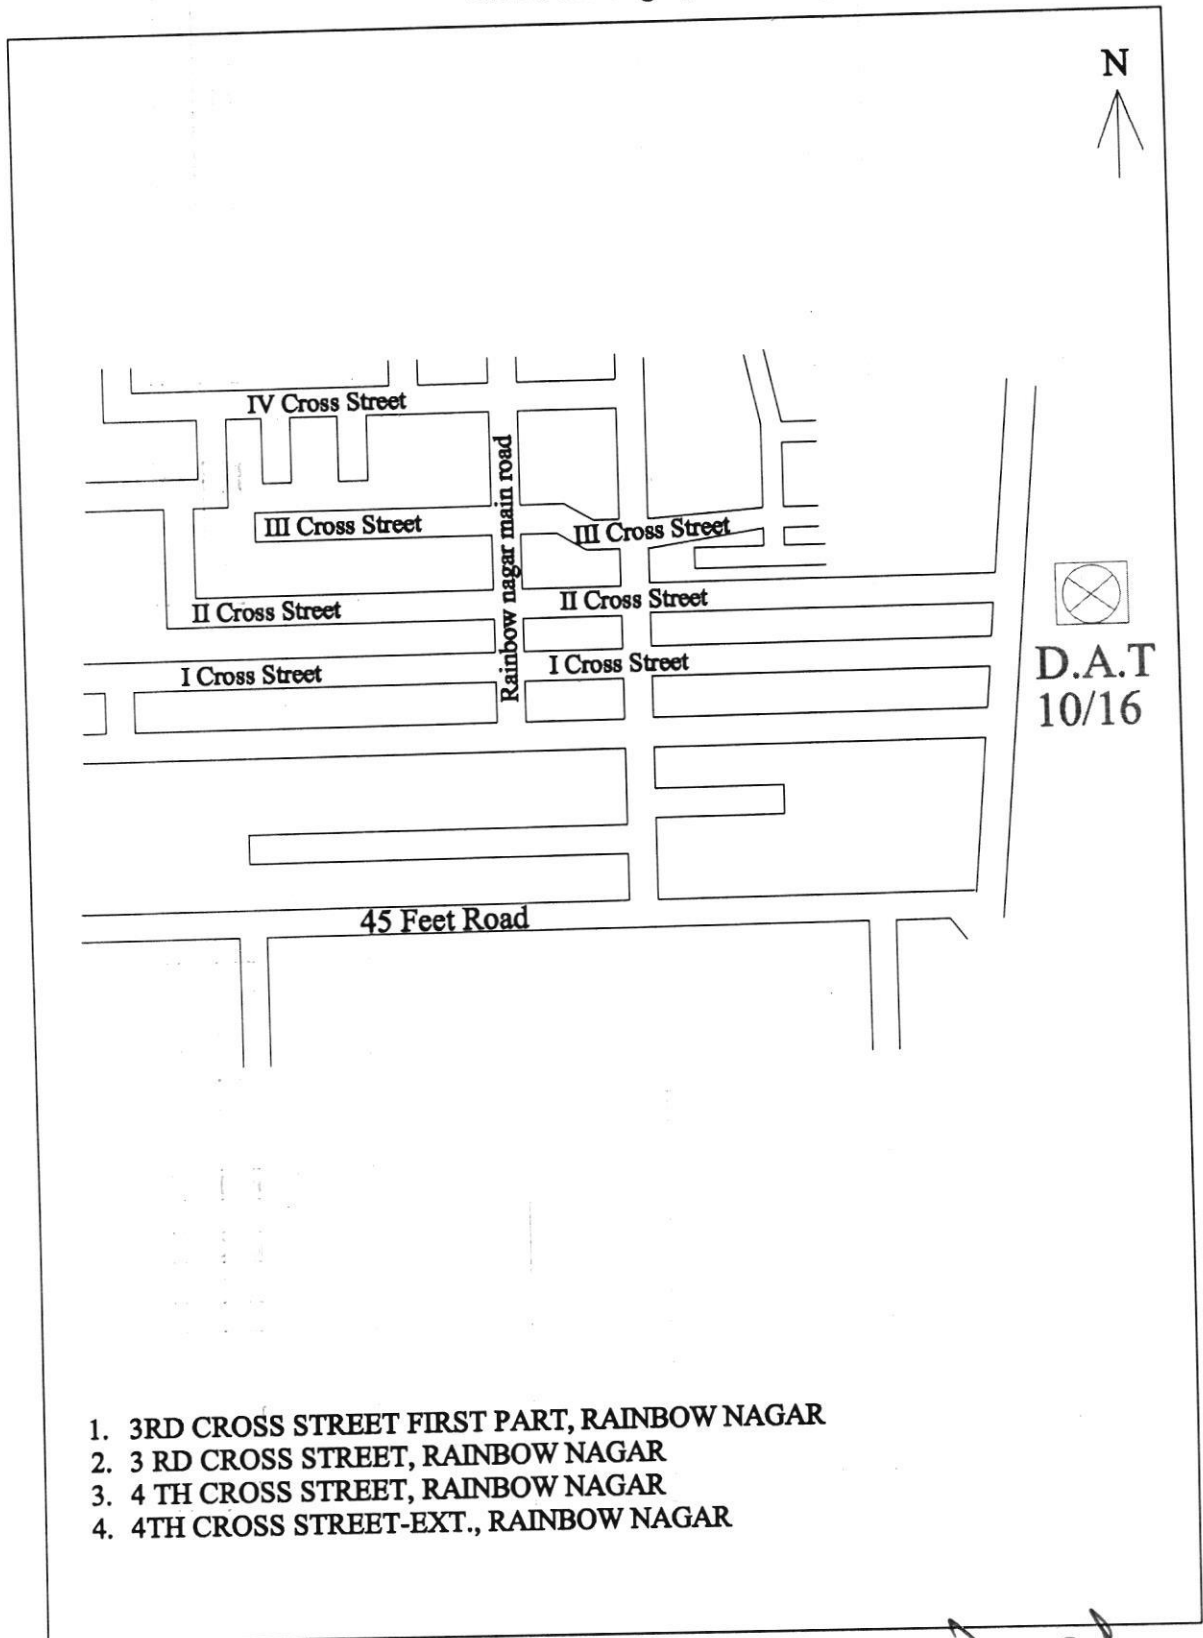 N
IV Cross Street
Rainbow nagar main road
III Cross Street
III Cross Street
II Cross Street
II Cross Street
I Cross Street
I Cross Street
D.A.T
10/16
45 Feet Road
1. 3RD CROSS STREET FIRST PART, RAINBOW NAGAR
2. 3 RD CROSS STREET, RAINBOW NAGAR
3. 4 TH CROSS STREET, RAINBOW NAGAR
4. 4TH CROSS STREET-EXT., RAINBOW NAGAR